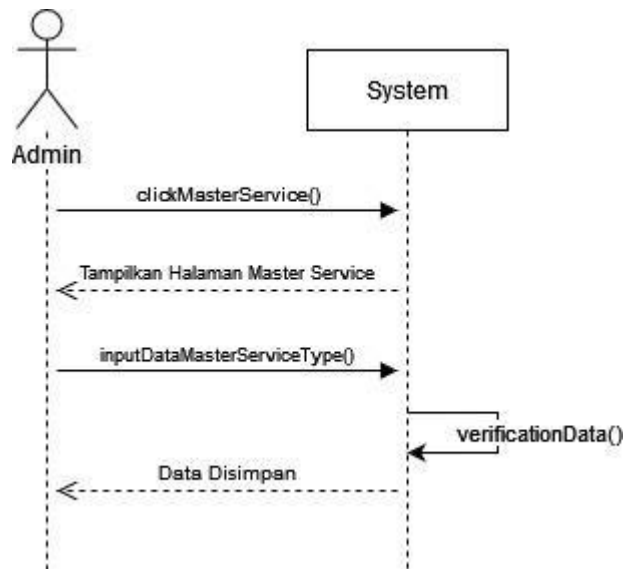 System
Admin
clickMasterService()
Tampilkan Halaman Master Service
inputDataMasterServiceType()
verificationData()
Data Disimpan